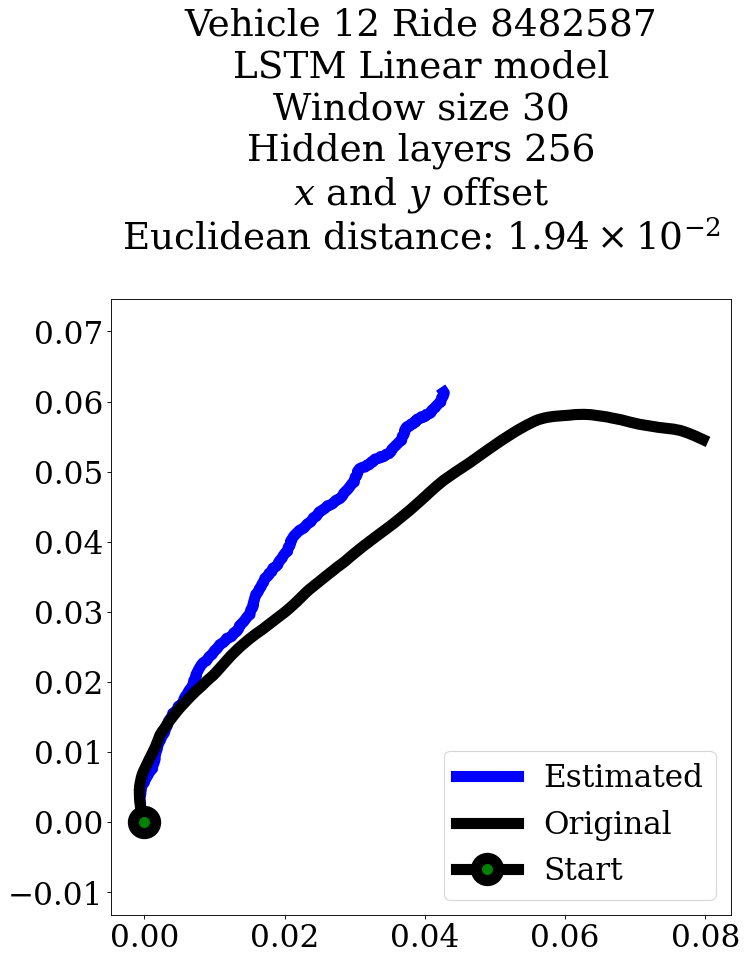 Vehicle 12 Ride 8482587
LSTM Linear model
Window size 30
Hidden layers 256
x and y offset
Euclidean distance: 1.94 × 10⁻²
0.07
0.06
0.05
0.04
0.03
0.02
0.01
0.00
−0.01
Estimated
Original
Start
0.00 0.02 0.04 0.06 0.08